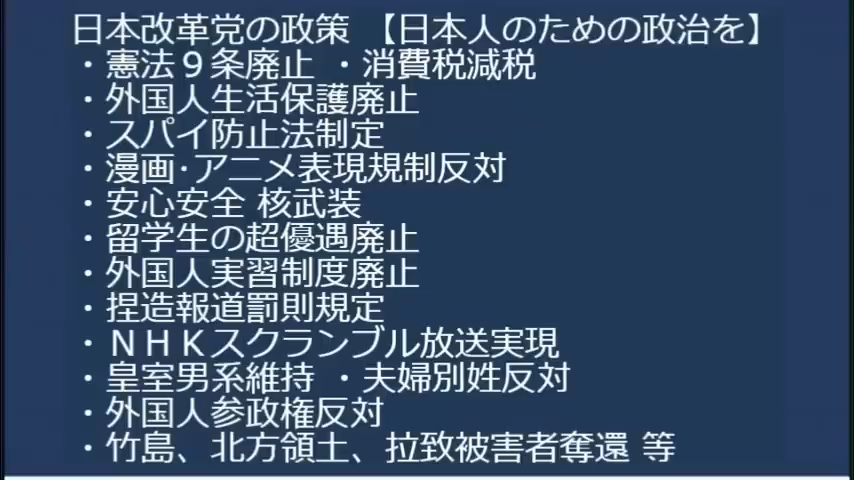 日本改革党の政策 【日本人のための政治を】
・憲法９条廃止 ・消費税減税
・外国人生活保護廃止
・スパイ防止法制定
・漫画･アニメ表現規制反対
・安心安全 核武装
・留学生の超優遇廃止
・外国人実習制度廃止
・捏造報道罰則規定
・ＮＨＫスクランブル放送実現
・皇室男系維持 ・夫婦別姓反対
・外国人参政権反対
・竹島、北方領土、拉致被害者奪還 等